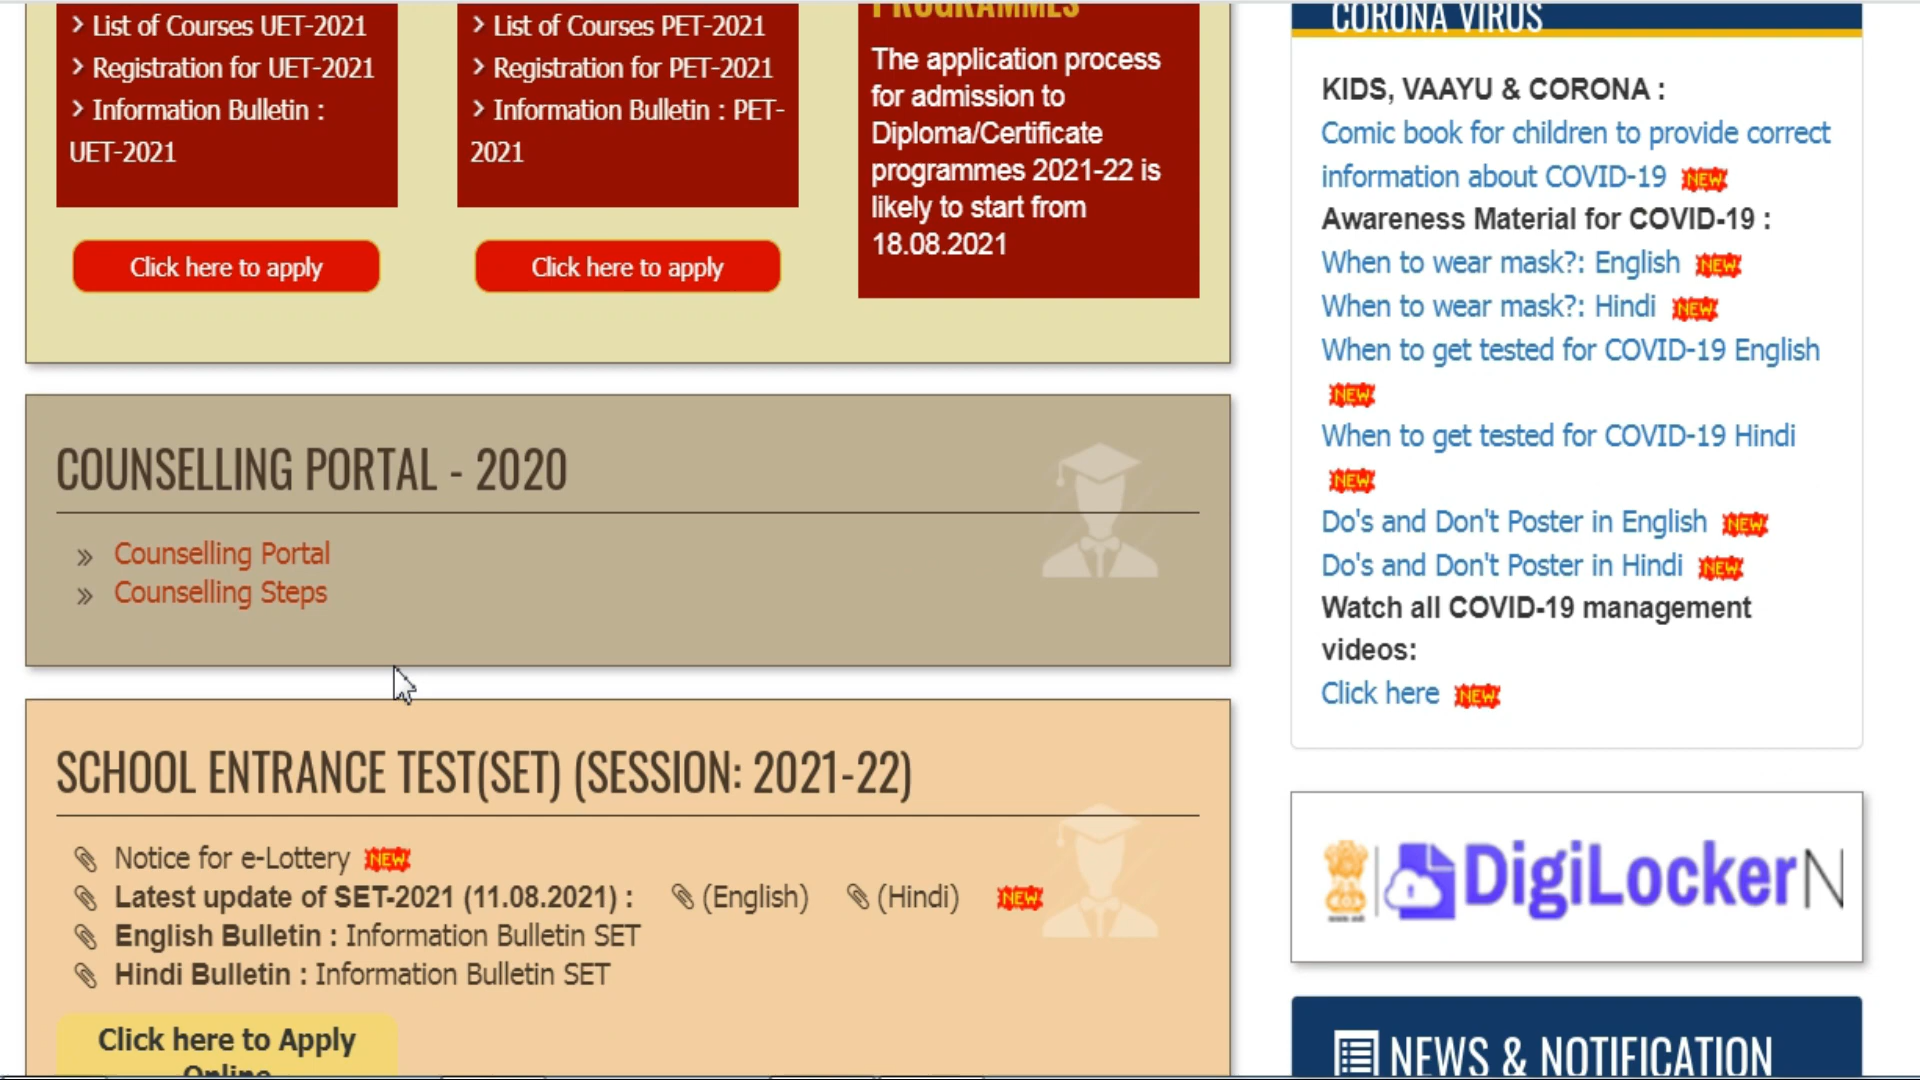 > List of Courses UET-2021
> Registration for UET-2021
> Information Bulletin :
UET-2021
Click here to apply
> List of Courses PET-2021
> Registration for PET-2021
> Information Bulletin : PET-
2021
Click here to apply
PROGRAMMES
The application process
for admission to
Diploma/Certificate
programmes 2021-22 is
likely to start from
18.08.2021
COUNSELLING PORTAL - 2020
» Counselling Portal
» Counselling Steps
SCHOOL ENTRANCE TEST(SET) (SESSION: 2021-22)
Notice for e-Lottery NEW
Latest update of SET-2021 (11.08.2021) : (English) (Hindi) NEW
English Bulletin : Information Bulletin SET
Hindi Bulletin : Information Bulletin SET
Click here to Apply
Online
CORONA VIRUS
KIDS, VAAYU & CORONA :
Comic book for children to provide correct
information about COVID-19 NEW
Awareness Material for COVID-19 :
When to wear mask?: English NEW
When to wear mask?: Hindi NEW
When to get tested for COVID-19 English
NEW
When to get tested for COVID-19 Hindi
NEW
Do's and Don't Poster in English NEW
Do's and Don't Poster in Hindi NEW
Watch all COVID-19 management
videos:
Click here NEW
DigiLocker N
NEWS & NOTIFICATION